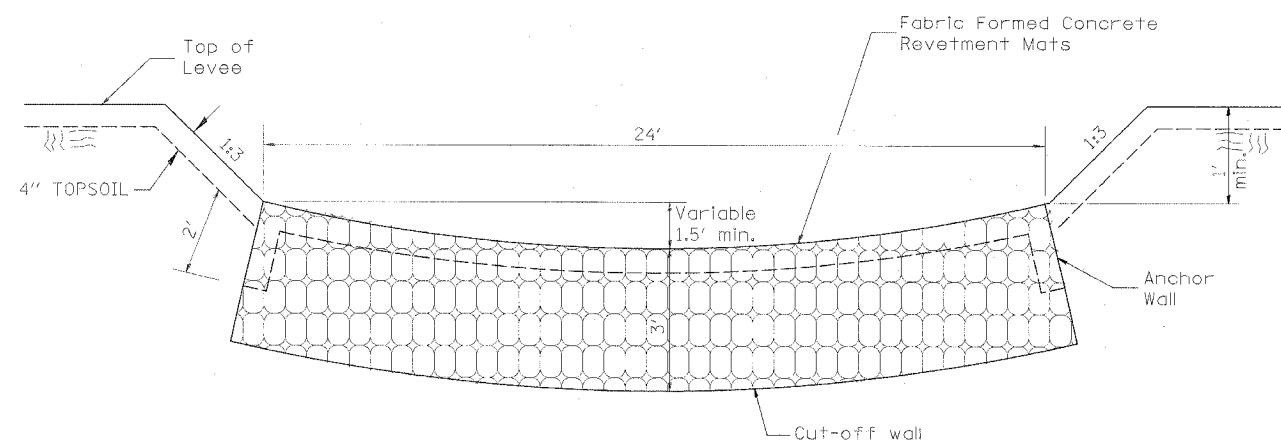 Fabric Formed Concrete
Revetment Mats
Top of
Levee
24'
1:3
1:3
1'
min.
4" TOPSOIL
2'
Variable
1.5' min.
3'
Anchor
Wall
Cut-off wall